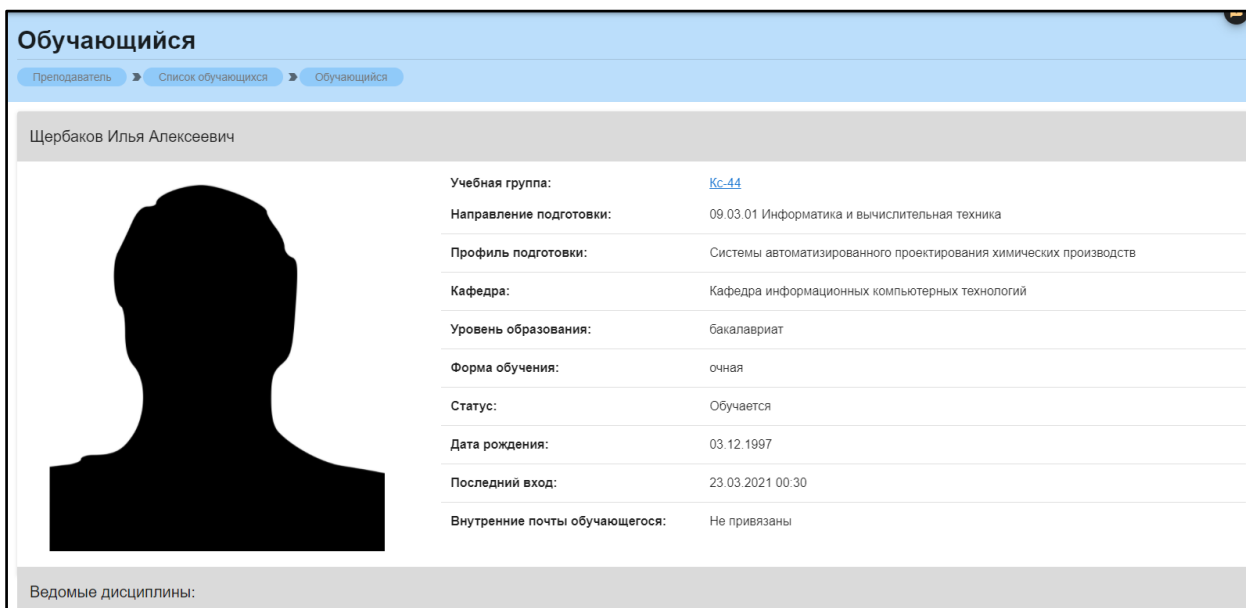 Обучающийся
Преподаватель Список обучающихся Обучающийся
Щербаков Илья Алексеевич
Учебная группа: Кс-44
Направление подготовки: 09.03.01 Информатика и вычислительная техника
Профиль подготовки: Системы автоматизированного проектирования химических производств
Кафедра: Кафедра информационных компьютерных технологий
Уровень образования: бакалавриат
Форма обучения: очная
Статус: Обучается
Дата рождения: 03.12.1997
Последний вход: 23.03.2021 00:30
Внутренние почты обучающегося: Не привязаны
Ведомые дисциплины: